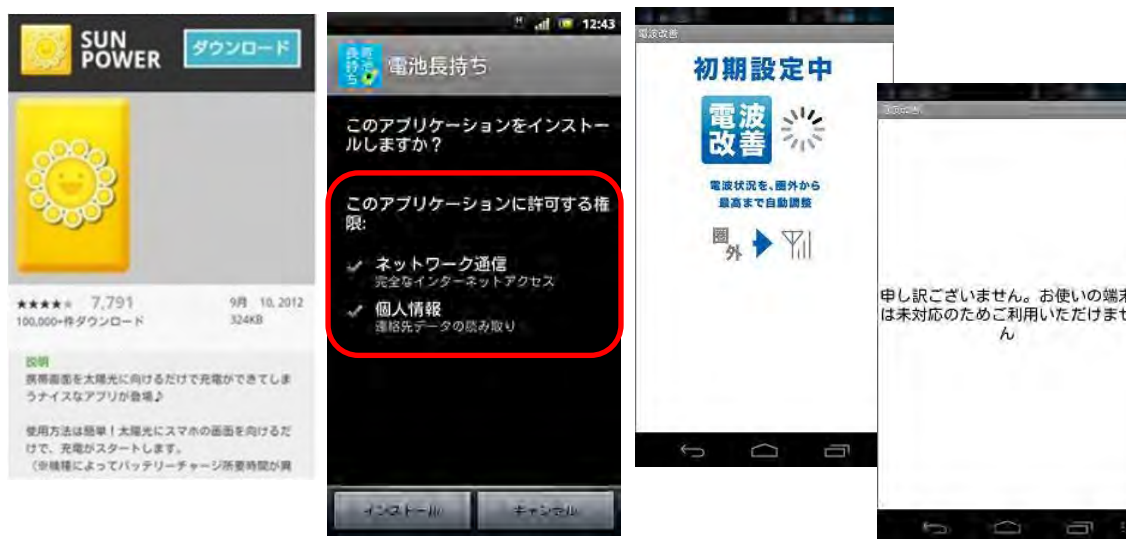 SUN
POWER
ダウンロード
★★★★★ 7,791
100,000+件ダウンロード
9月 10, 2012
324KB
説明
携帯画面を太陽光に向けるだけで充電ができてしま
うナイスなアプリが登場♪
使用方法は簡単！太陽光にスマホの画面を向けるだ
けで、充電がスタートします。
（※機種によってバッテリーチャージ所要時間が異
H 12:43
電池長持ち
電池長持ち
このアプリケーションをインストー
ルしますか？
このアプリケーションに許可する権
限:
ネットワーク通信
完全なインターネットアクセス
個人情報
連絡先データの読み取り
インストール
キャンセル
電波改善
初期設定中
電波
改善
電波状況を、圏外から
最高まで自動調整
圏外
電波改善
申し訳ございません。お使いの端末
は未対応のためご利用いただけませ
ん